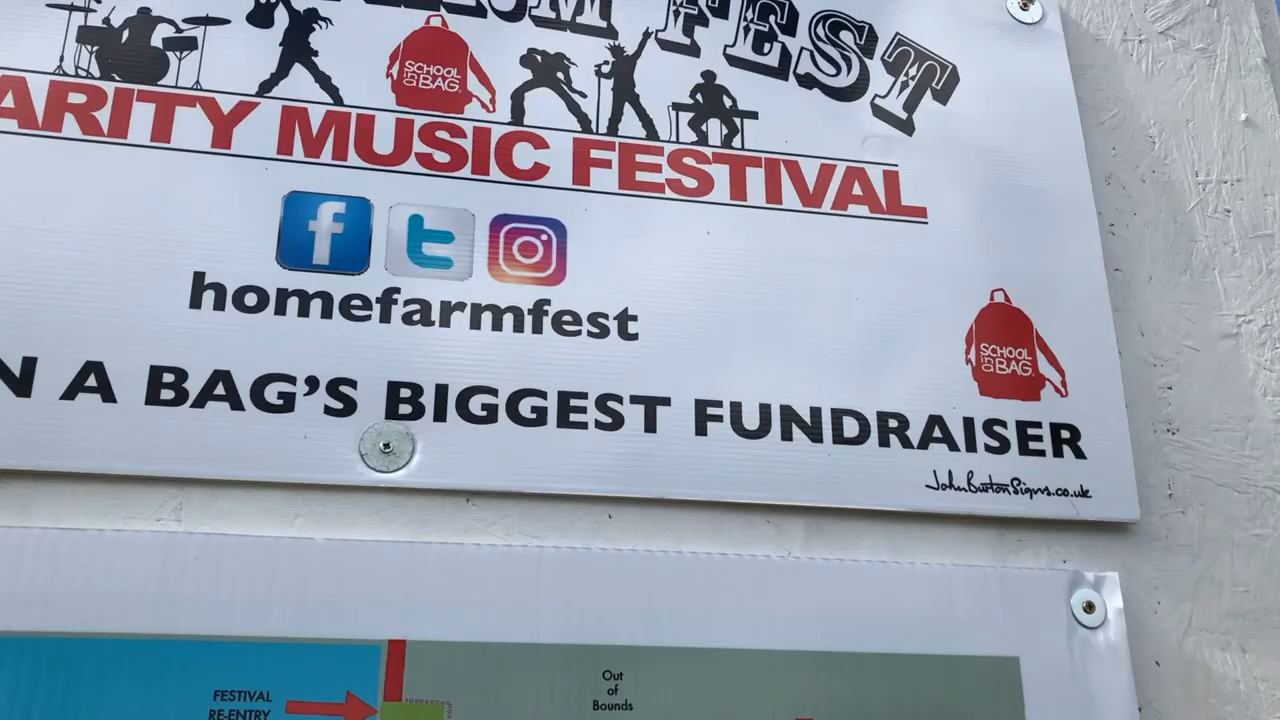 FEST
SCHOOL
in
a BAG
ARITY MUSIC FESTIVAL
homefarmfest
SCHOOL
in
a BAG
N A BAG'S BIGGEST FUNDRAISER
JohnBurtonSigns.co.uk
FESTIVAL
RE-ENTRY
Out
of
Bounds